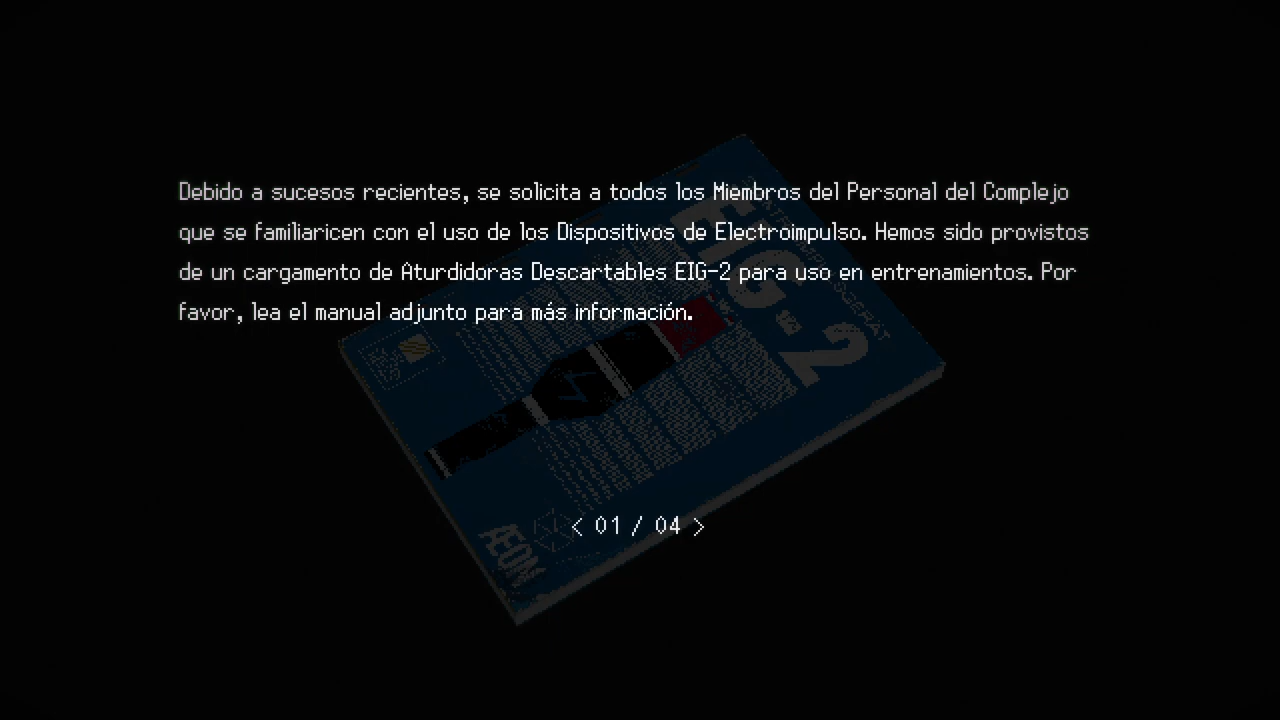 Debido a sucesos recientes, se solicita a todos los Miembros del Personal del Complejo
que se familiaricen con el uso de los Dispositivos de Electroimpulso. Hemos sido provistos
de un cargamento de Aturdidoras Descartables EIG-2 para uso en entrenamientos. Por
favor, lea el manual adjunto para más información.
EIG-2
ÆON
< 01 / 04 >